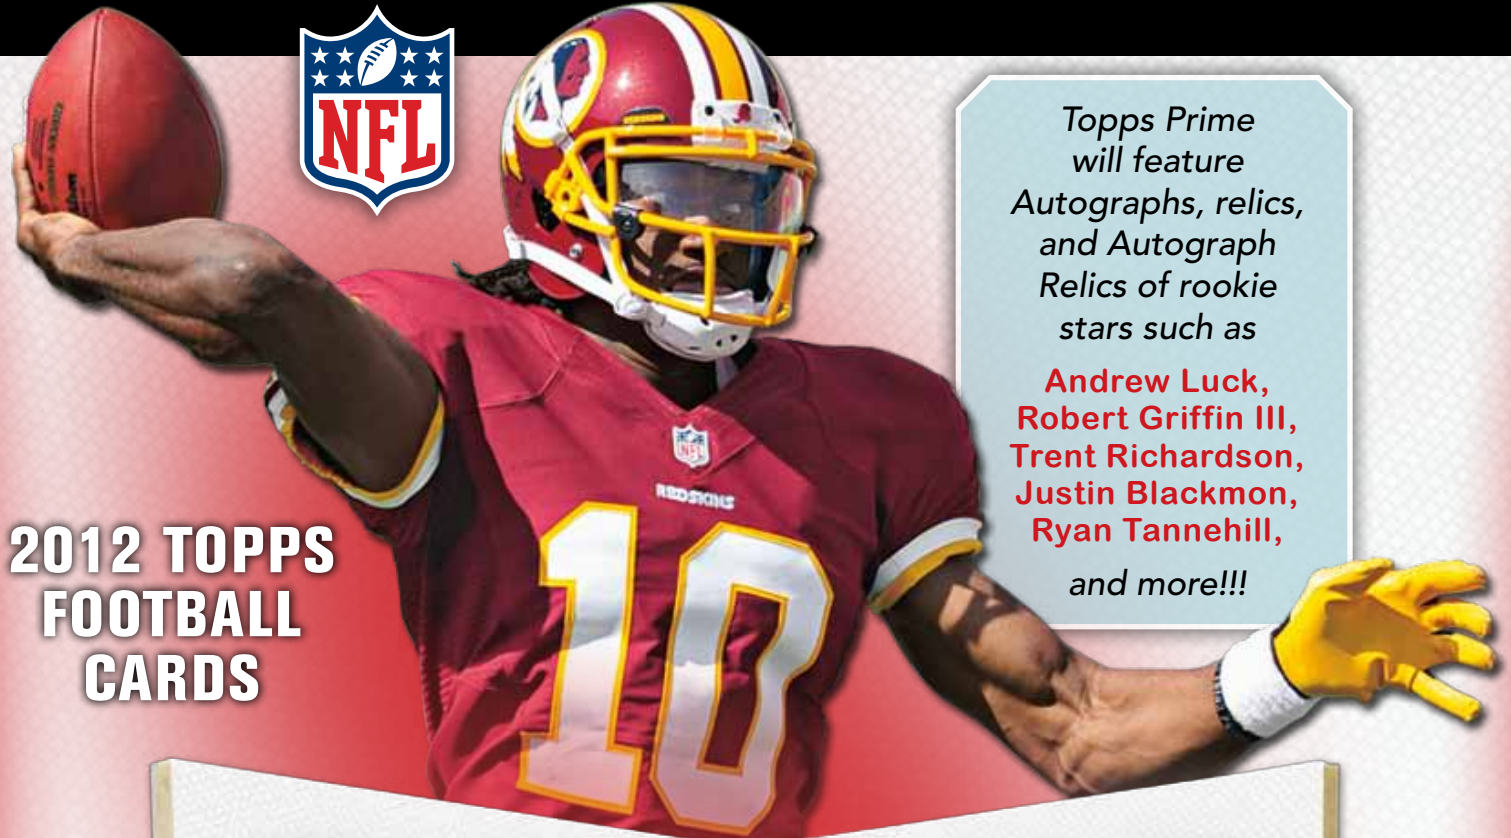 NFL
Topps Prime
will feature
Autographs, relics,
and Autograph
Relics of rookie
stars such as
Andrew Luck,
Robert Griffin III,
Trent Richardson,
Justin Blackmon,
Ryan Tannehill,
and more!!!
NFL
REDSKINS
10
2012 TOPPS
FOOTBALL
CARDS